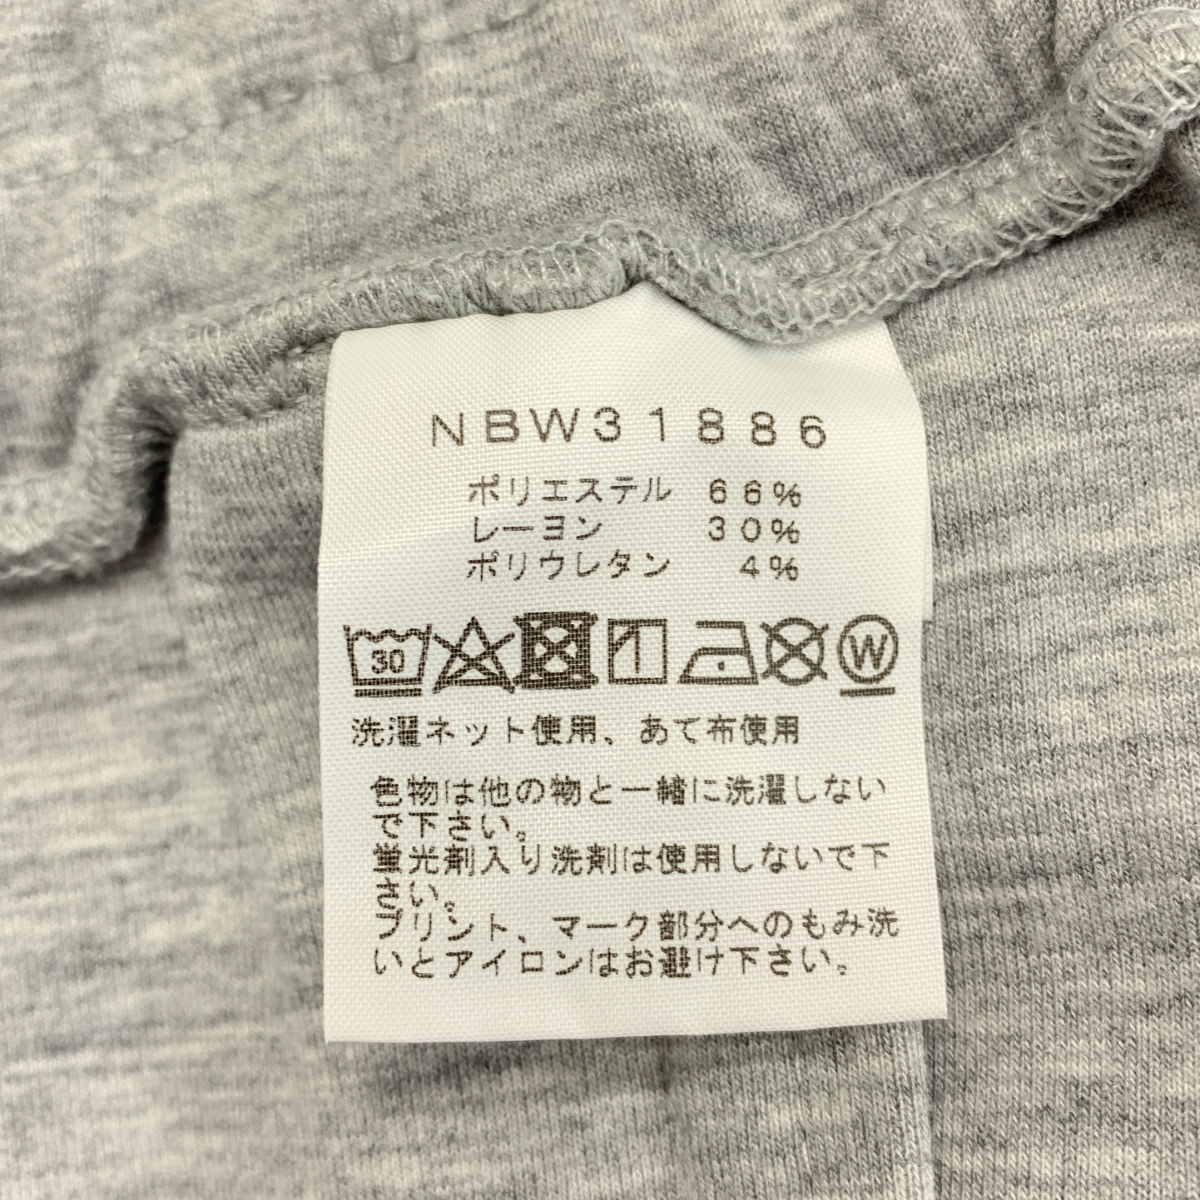 NBW31886
ポリエステル 66%
レーヨン 30%
ポリウレタン 4%
30 W
洗濯ネット使用、あて布使用
色物は他の物と一緒に洗濯しない
で下さい。
蛍光剤入り洗剤は使用しないで下
さい。
プリント、マーク部分へのもみ洗
いとアイロンはお避け下さい。